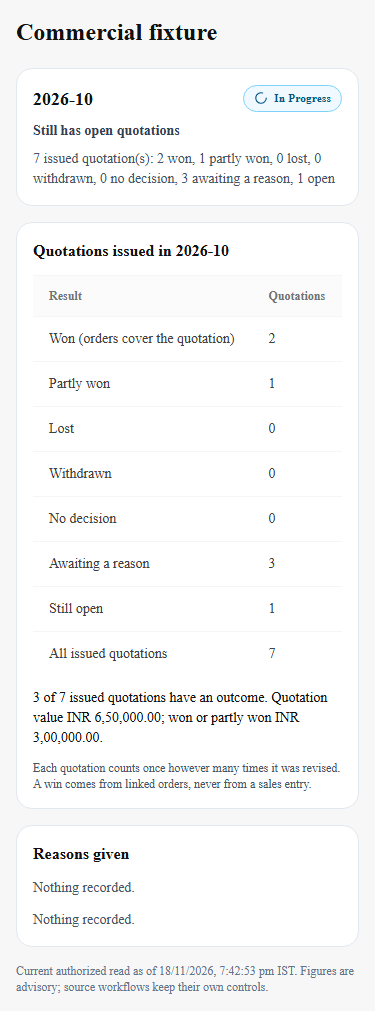 Commercial fixture
2026-10
In Progress
Still has open quotations
7 issued quotation(s): 2 won, 1 partly won, 0 lost, 0
withdrawn, 0 no decision, 3 awaiting a reason, 1 open
Quotations issued in 2026-10
Result Quotations
Won (orders cover the quotation) 2
Partly won 1
Lost 0
Withdrawn 0
No decision 0
Awaiting a reason 3
Still open 1
All issued quotations 7
3 of 7 issued quotations have an outcome. Quotation
value INR 6,50,000.00; won or partly won INR
3,00,000.00.
Each quotation counts once however many times it was revised.
A win comes from linked orders, never from a sales entry.
Reasons given
Nothing recorded.
Nothing recorded.
Current authorized read as of 18/11/2026, 7:42:53 pm IST. Figures are
advisory; source workflows keep their own controls.